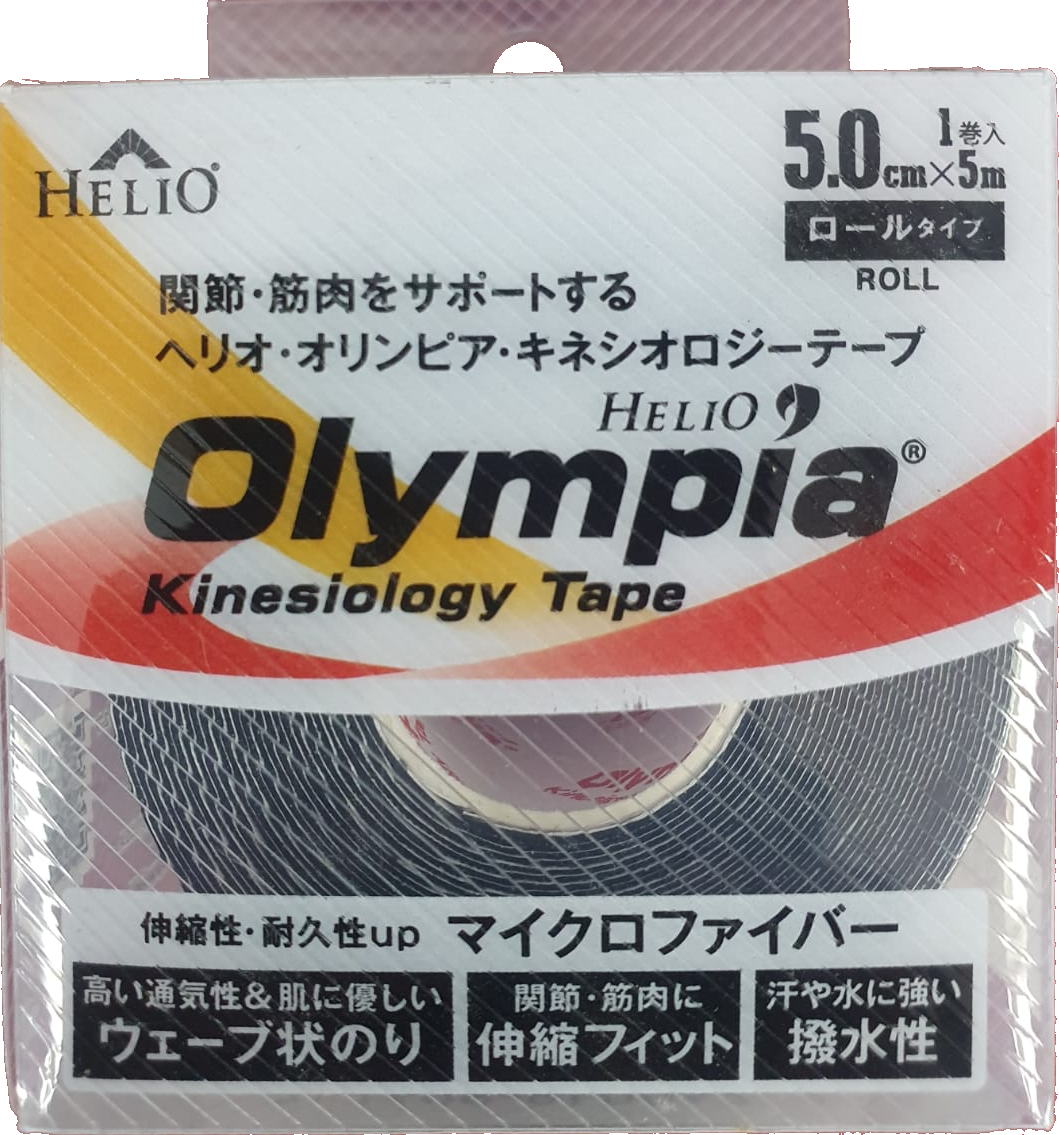 HELIO
5.0cm×5m
1巻入
ロールタイプ
ROLL
関節・筋肉をサポートする
ヘリオ・オリンピア・キネシオロジーテープ
HELIO
Olympia®
Kinesiology Tape
伸縮性・耐久性up マイクロファイバー
高い通気性&肌に優しい
ウェーブ状のり
関節・筋肉に
伸縮フィット
汗や水に強い
撥水性